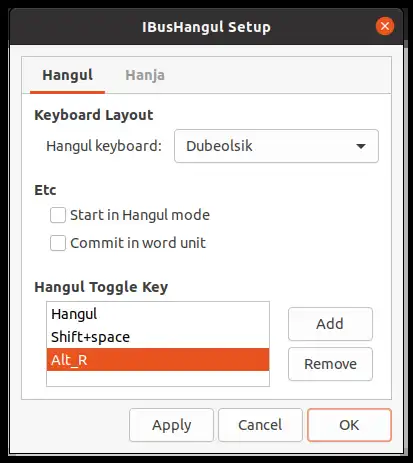 IBusHangul Setup
Hangul Hanja
Keyboard Layout
Hangul keyboard: Dubeolsik
Etc
Start in Hangul mode
Commit in word unit
Hangul Toggle Key
Hangul
Shift+space
Alt_R
Add
Remove
Apply Cancel OK